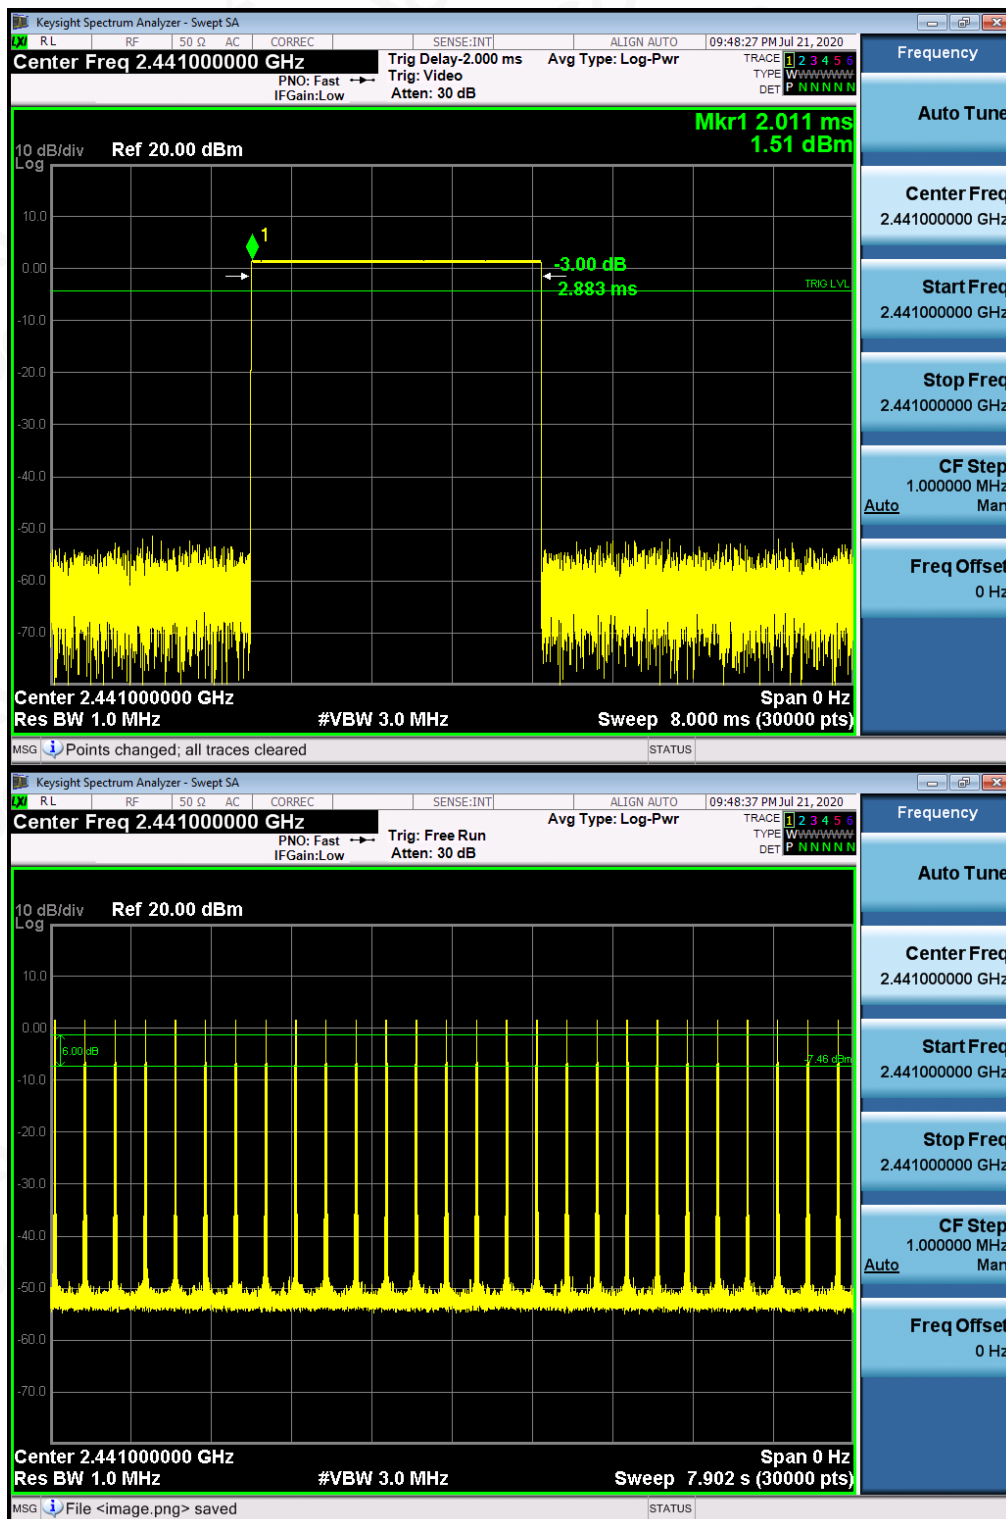 Keysight Spectrum Analyzer - Swept SA
LXI RL RF 50 Ω AC CORREC SENSE:INT ALIGN AUTO 09:48:27 PM Jul 21, 2020
Center Freq 2.441000000 GHz
PNO: Fast
IFGain:Low
Trig Delay-2.000 ms
Trig: Video
Atten: 30 dB
Avg Type: Log-Pwr
TRACE 1 2 3 4 5 6
TYPE WWWWWWW
DET P N N N N N
Mkr1 2.011 ms
1.51 dBm
10 dB/div Ref 20.00 dBm
Log
10.0
1
0.00
-3.00 dB
2.883 ms
TRIG LVL
-10.0
-20.0
-30.0
-40.0
-50.0
-60.0
-70.0
Center 2.441000000 GHz Span 0 Hz
Res BW 1.0 MHz #VBW 3.0 MHz Sweep 8.000 ms (30000 pts)
MSG Points changed; all traces cleared STATUS
Frequency
Auto Tune
Center Freq
2.441000000 GHz
Start Freq
2.441000000 GHz
Stop Freq
2.441000000 GHz
CF Step
1.000000 MHz
Auto Man
Freq Offset
0 Hz
Keysight Spectrum Analyzer - Swept SA
LXI RL RF 50 Ω AC CORREC SENSE:INT ALIGN AUTO 09:48:37 PM Jul 21, 2020
Center Freq 2.441000000 GHz
PNO: Fast
IFGain:Low
Trig: Free Run
Atten: 30 dB
Avg Type: Log-Pwr
TRACE 1 2 3 4 5 6
TYPE WWWWWWW
DET P N N N N N
10 dB/div Ref 20.00 dBm
Log
10.0
0.00
6.00 dB
-7.46 dBm
-10.0
-20.0
-30.0
-40.0
-50.0
-60.0
-70.0
Center 2.441000000 GHz Span 0 Hz
Res BW 1.0 MHz #VBW 3.0 MHz Sweep 7.902 s (30000 pts)
MSG File <image.png> saved STATUS
Frequency
Auto Tune
Center Freq
2.441000000 GHz
Start Freq
2.441000000 GHz
Stop Freq
2.441000000 GHz
CF Step
1.000000 MHz
Auto Man
Freq Offset
0 Hz